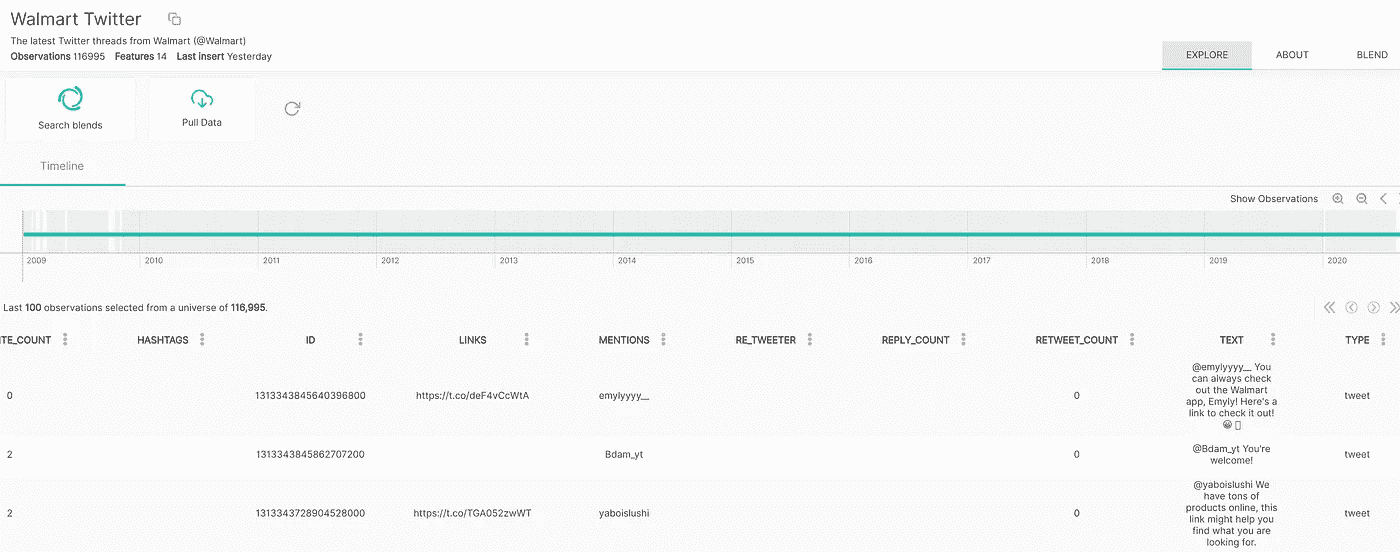 Walmart Twitter
The latest Twitter threads from Walmart (@Walmart)
Observations 116995 Features 14 Last insert Yesterday
EXPLORE ABOUT BLEND
Search blends
Pull Data
Timeline
Show Observations
2009 2010 2011 2012 2013 2014 2015 2016 2017 2018 2019 2020
Last 100 observations selected from a universe of 116,995.
ITE_COUNT HASHTAGS ID LINKS MENTIONS RE_TWEETER REPLY_COUNT RETWEET_COUNT TEXT TYPE
0 1313343845640396800 https://t.co/deF4vCcWtA emylyyyy__ 0
@emylyyyy__ You
can always check
out the Walmart
app, Emyly! Here's a
link to check it out!
😀
tweet
2 1313343845862707200 Bdam_yt 0
@Bdam_yt You're
welcome!
tweet
2 1313343728904528000 https://t.co/TGA052zwWT yaboislushi 0
@yaboislushi We
have tons of
products online, this
link might help you
find what you are
looking for.
tweet